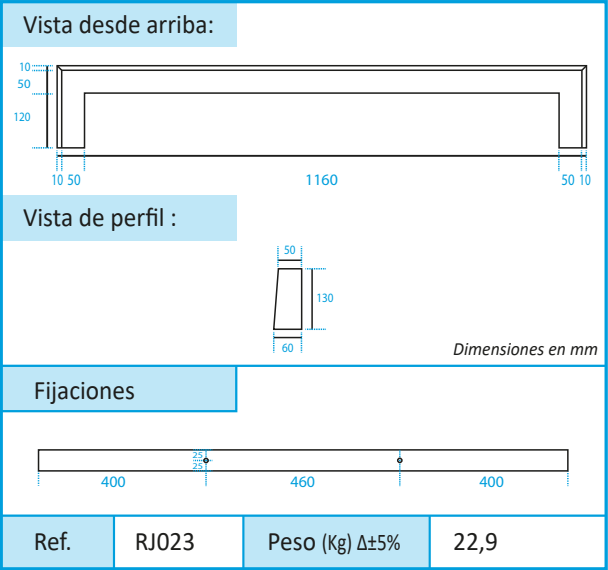 Vista desde arriba:
10
50
120
10 50
1160
50 10
Vista de perfil :
50
130
60
Dimensiones en mm
Fijaciones
25
25
400
460
400
Ref.
RJ023
Peso (Kg) Δ±5%
22,9